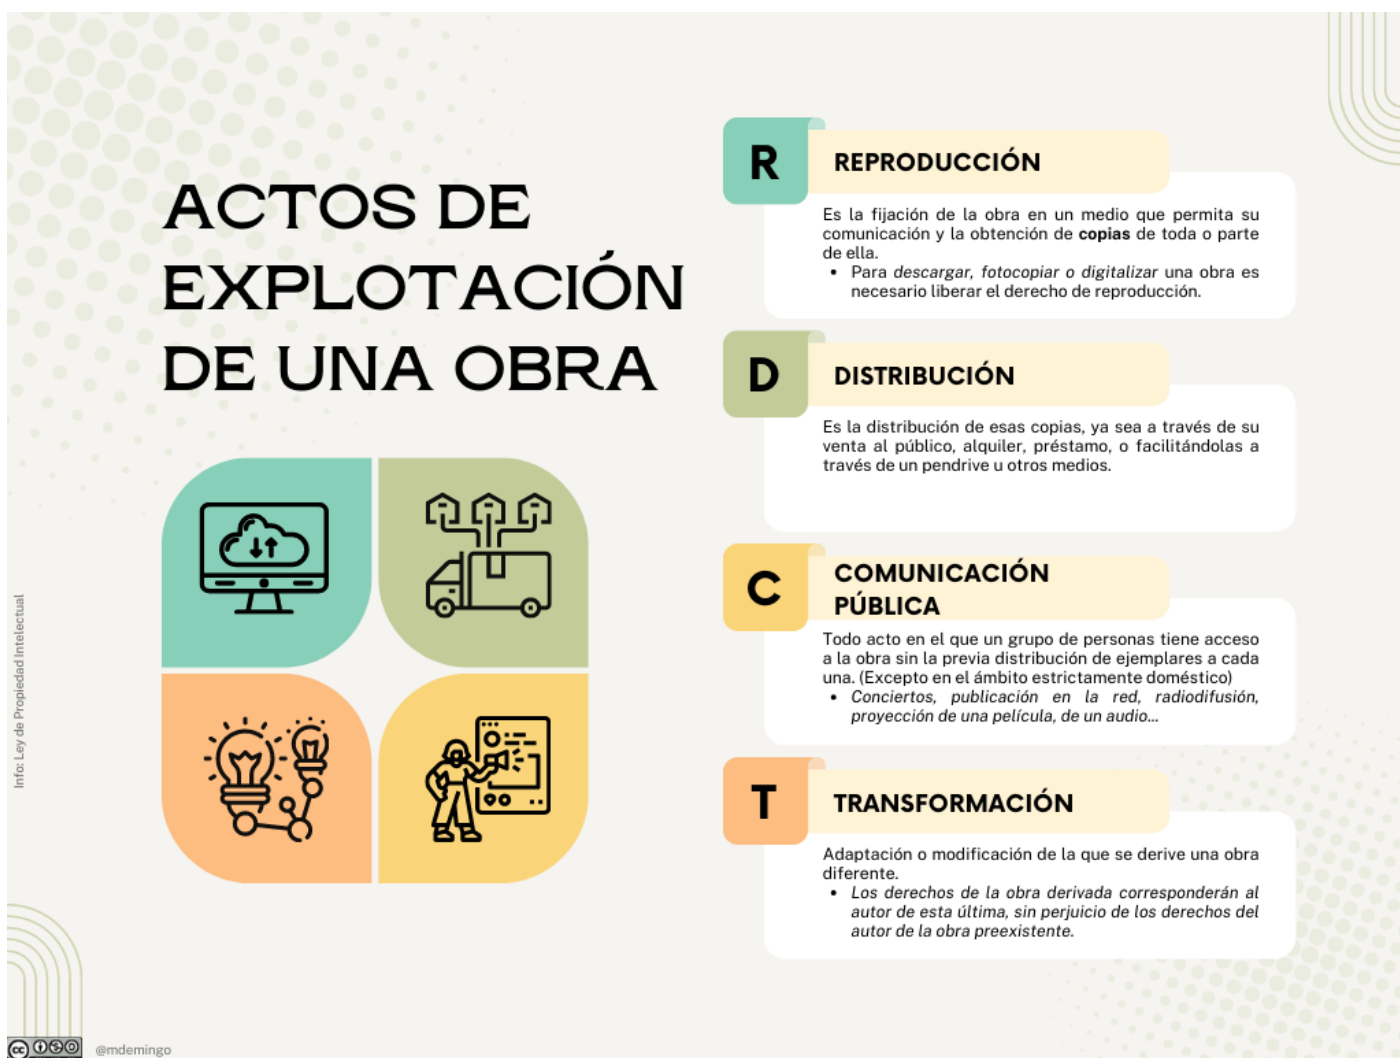 ACTOS DE
EXPLOTACIÓN
DE UNA OBRA
R
REPRODUCCIÓN
Es la fijación de la obra en un medio que permita su
comunicación y la obtención de copias de toda o parte
de ella.
• Para descargar, fotocopiar o digitalizar una obra es
necesario liberar el derecho de reproducción.
D
DISTRIBUCIÓN
Es la distribución de esas copias, ya sea a través de su
venta al público, alquiler, préstamo, o facilitándolas a
través de un pendrive u otros medios.
C
COMUNICACIÓN
PÚBLICA
Todo acto en el que un grupo de personas tiene acceso
a la obra sin la previa distribución de ejemplares a cada
una. (Excepto en el ámbito estrictamente doméstico)
• Conciertos, publicación en la red, radiodifusión,
proyección de una película, de un audio...
T
TRANSFORMACIÓN
Adaptación o modificación de la que se derive una obra
diferente.
• Los derechos de la obra derivada corresponderán al
autor de esta última, sin perjuicio de los derechos del
autor de la obra preexistente.
Info: Ley de Propiedad Intelectual
cc
@mdemingo